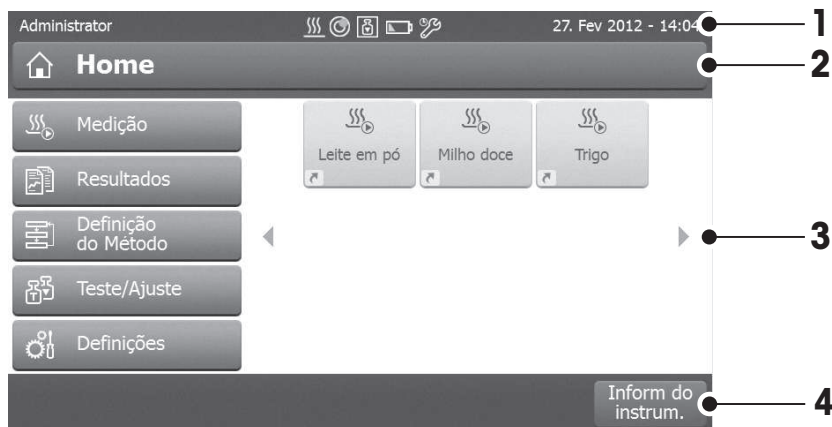 Administrator 27. Fev 2012 - 14:04 1
Home 2
Medição
Resultados
Definição
do Método
Teste/Ajuste
Definições
Leite em pó Milho doce Trigo
3
Inform do
instrum.
4